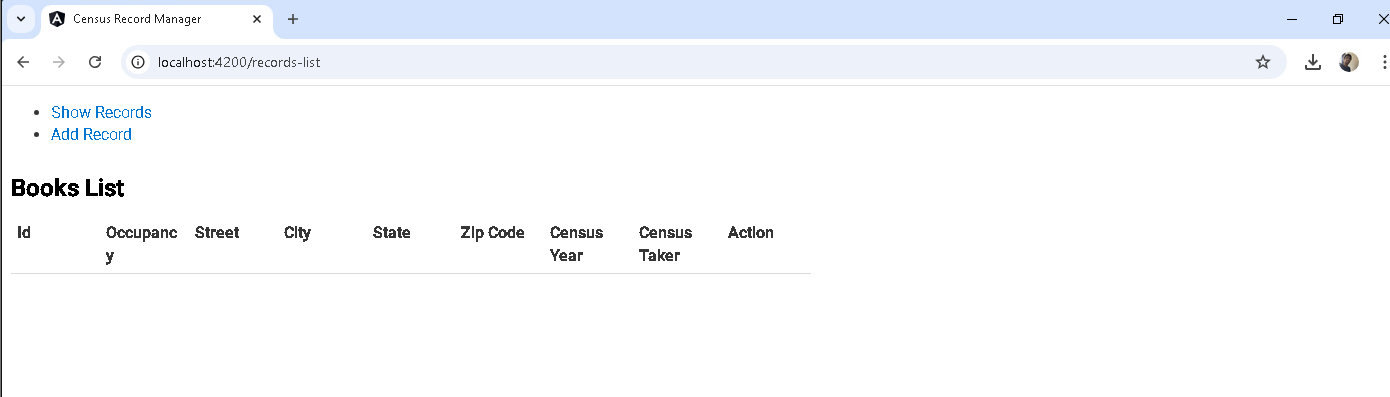 Census Record Manager
localhost:4200/records-list
Show Records
Add Record
Books List
Id Occupanc Street City State Zip Code Census Census Action
y Year Taker